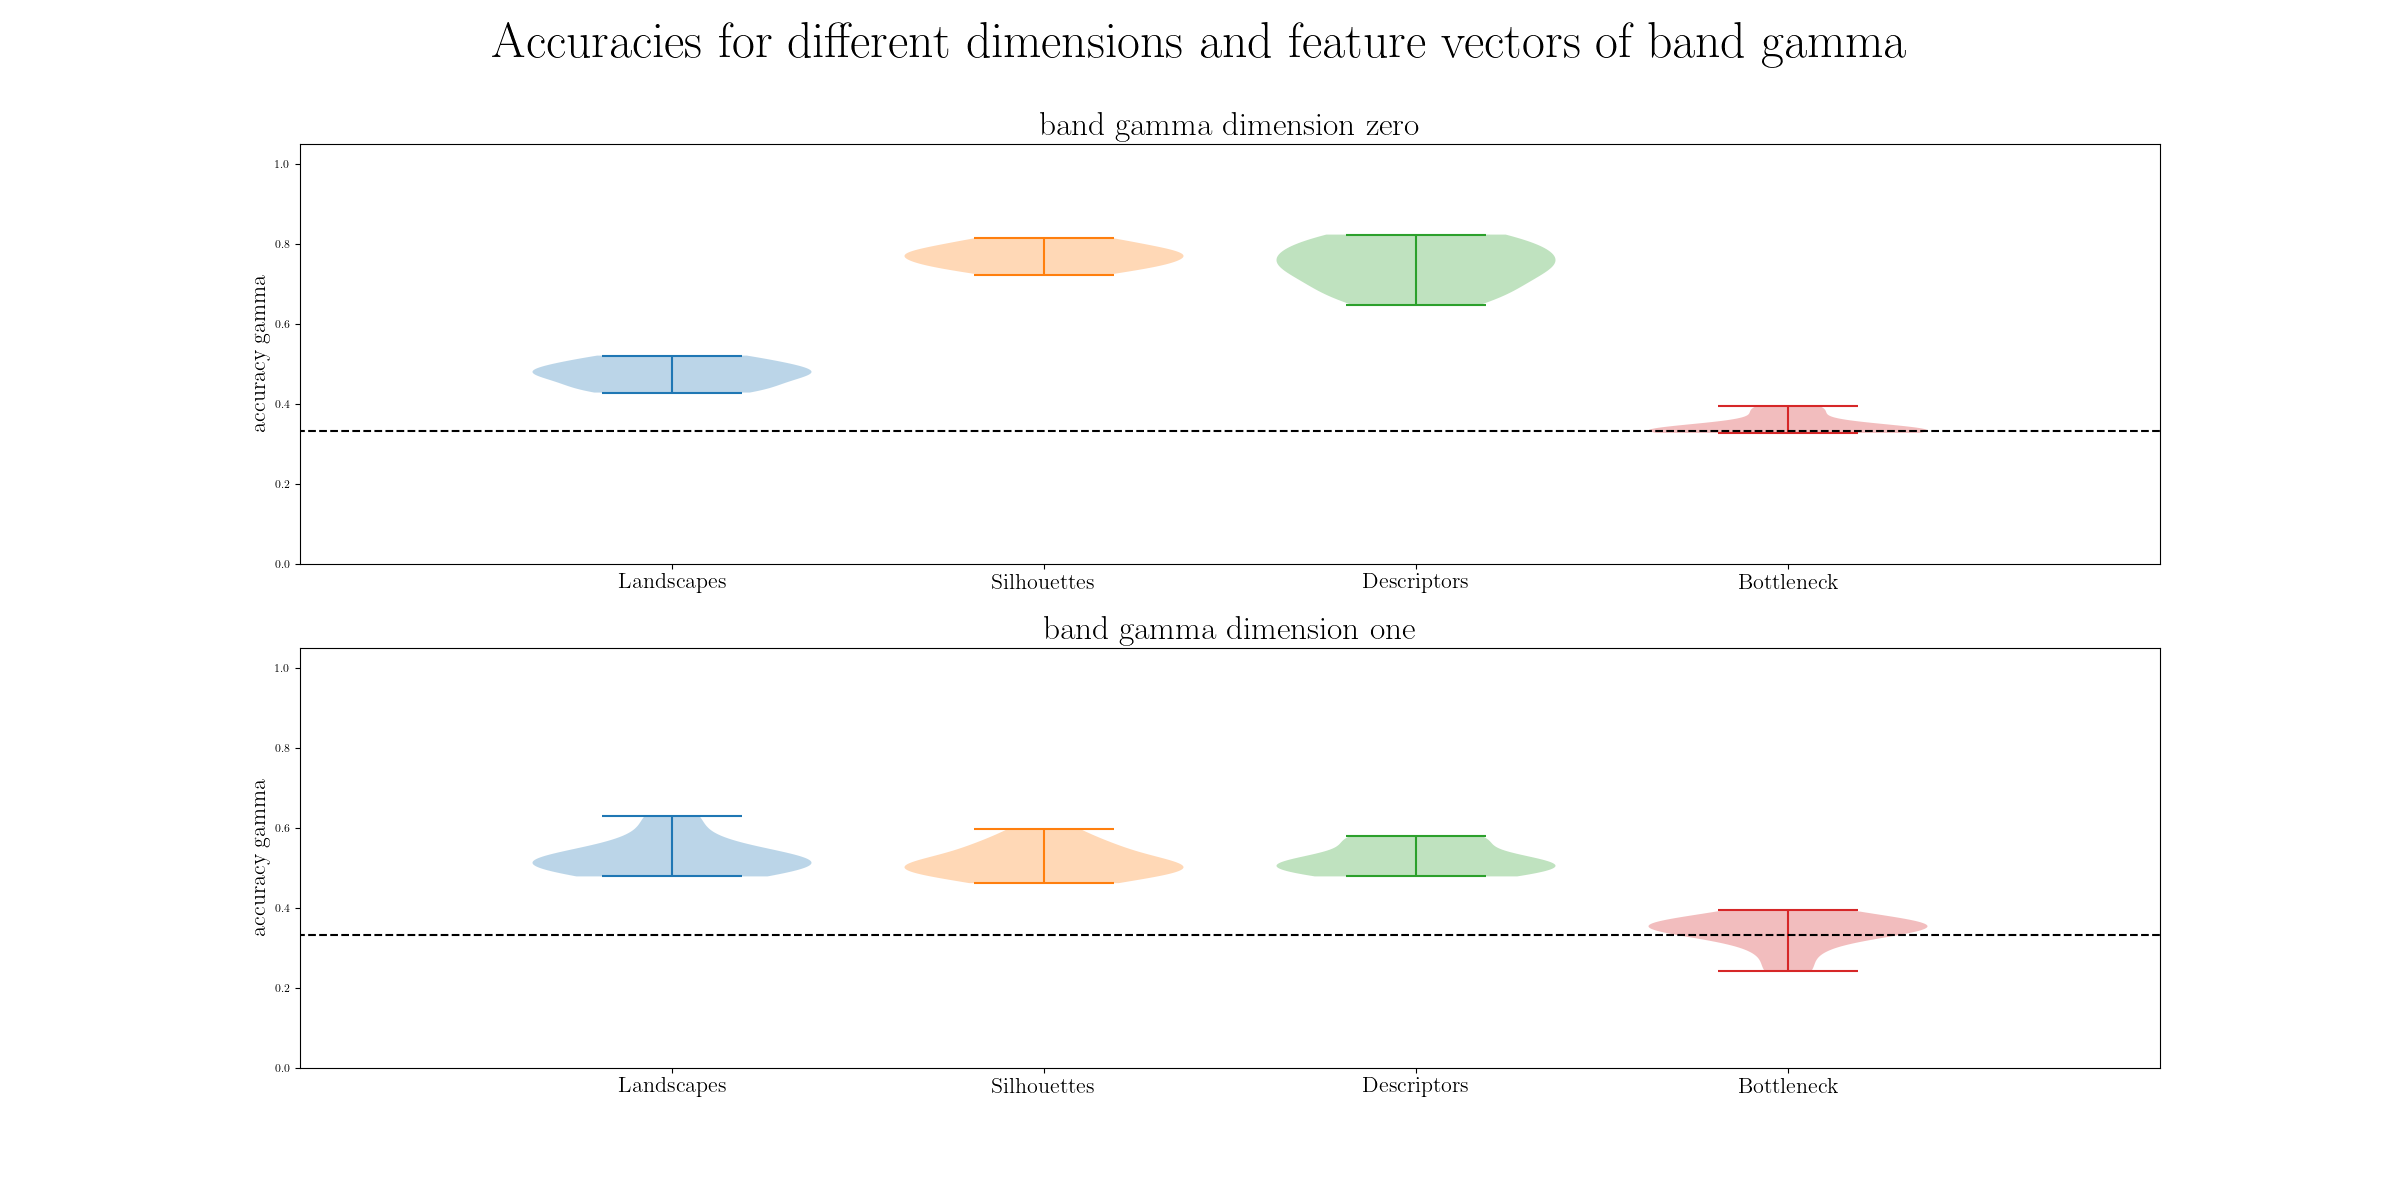 Accuracies for different dimensions and feature vectors of band gamma
band gamma dimension zero
accuracy gamma
1.0
0.8
0.6
0.4
0.2
0.0
Landscapes Silhouettes Descriptors Bottleneck
band gamma dimension one
accuracy gamma
1.0
0.8
0.6
0.4
0.2
0.0
Landscapes Silhouettes Descriptors Bottleneck